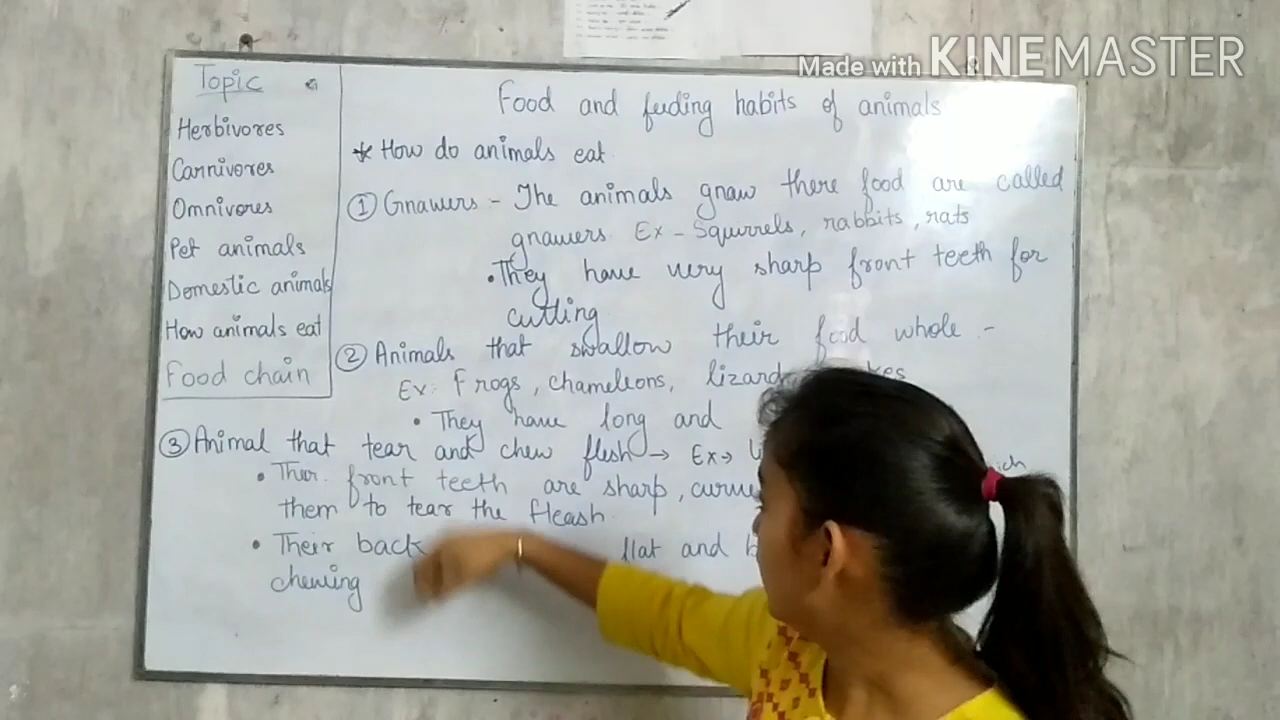 Made with KINEMASTER
Topic
Herbivores
Carnivores
Omnivores
Pet animals
Domestic animals
How animals eat
Food chain
Food and feeding habits of animals
* How do animals eat.
① Gnawers - The animals gnaw there food are called
gnawers. Ex - Squirrels, rabbits, rats
• They have very sharp front teeth for
cutting
② Animals that swallow their food whole -
Ex: Frogs, chameleons,
• They have long and
③ Animal that tear and chew flesh → Ex →
• Ther. front teeth are sharp,
them to tear the fleash.
• Their back flat and
chewing